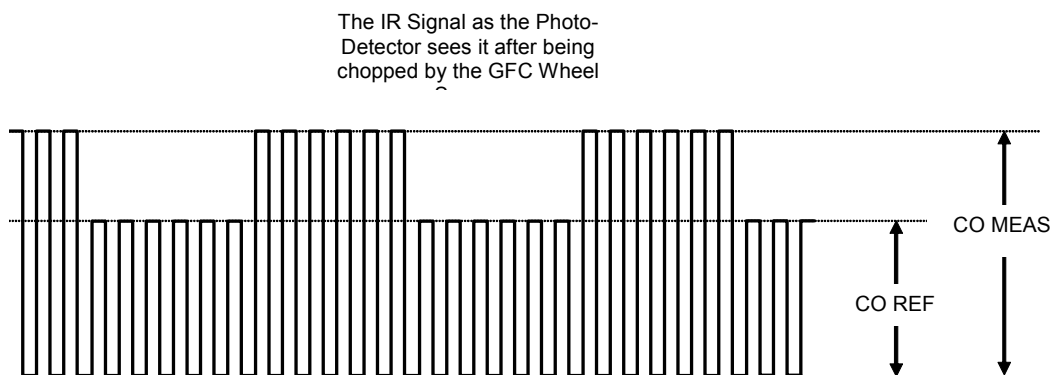 The IR Signal as the Photo-
Detector sees it after being
chopped by the GFC Wheel
CO MEAS
CO REF